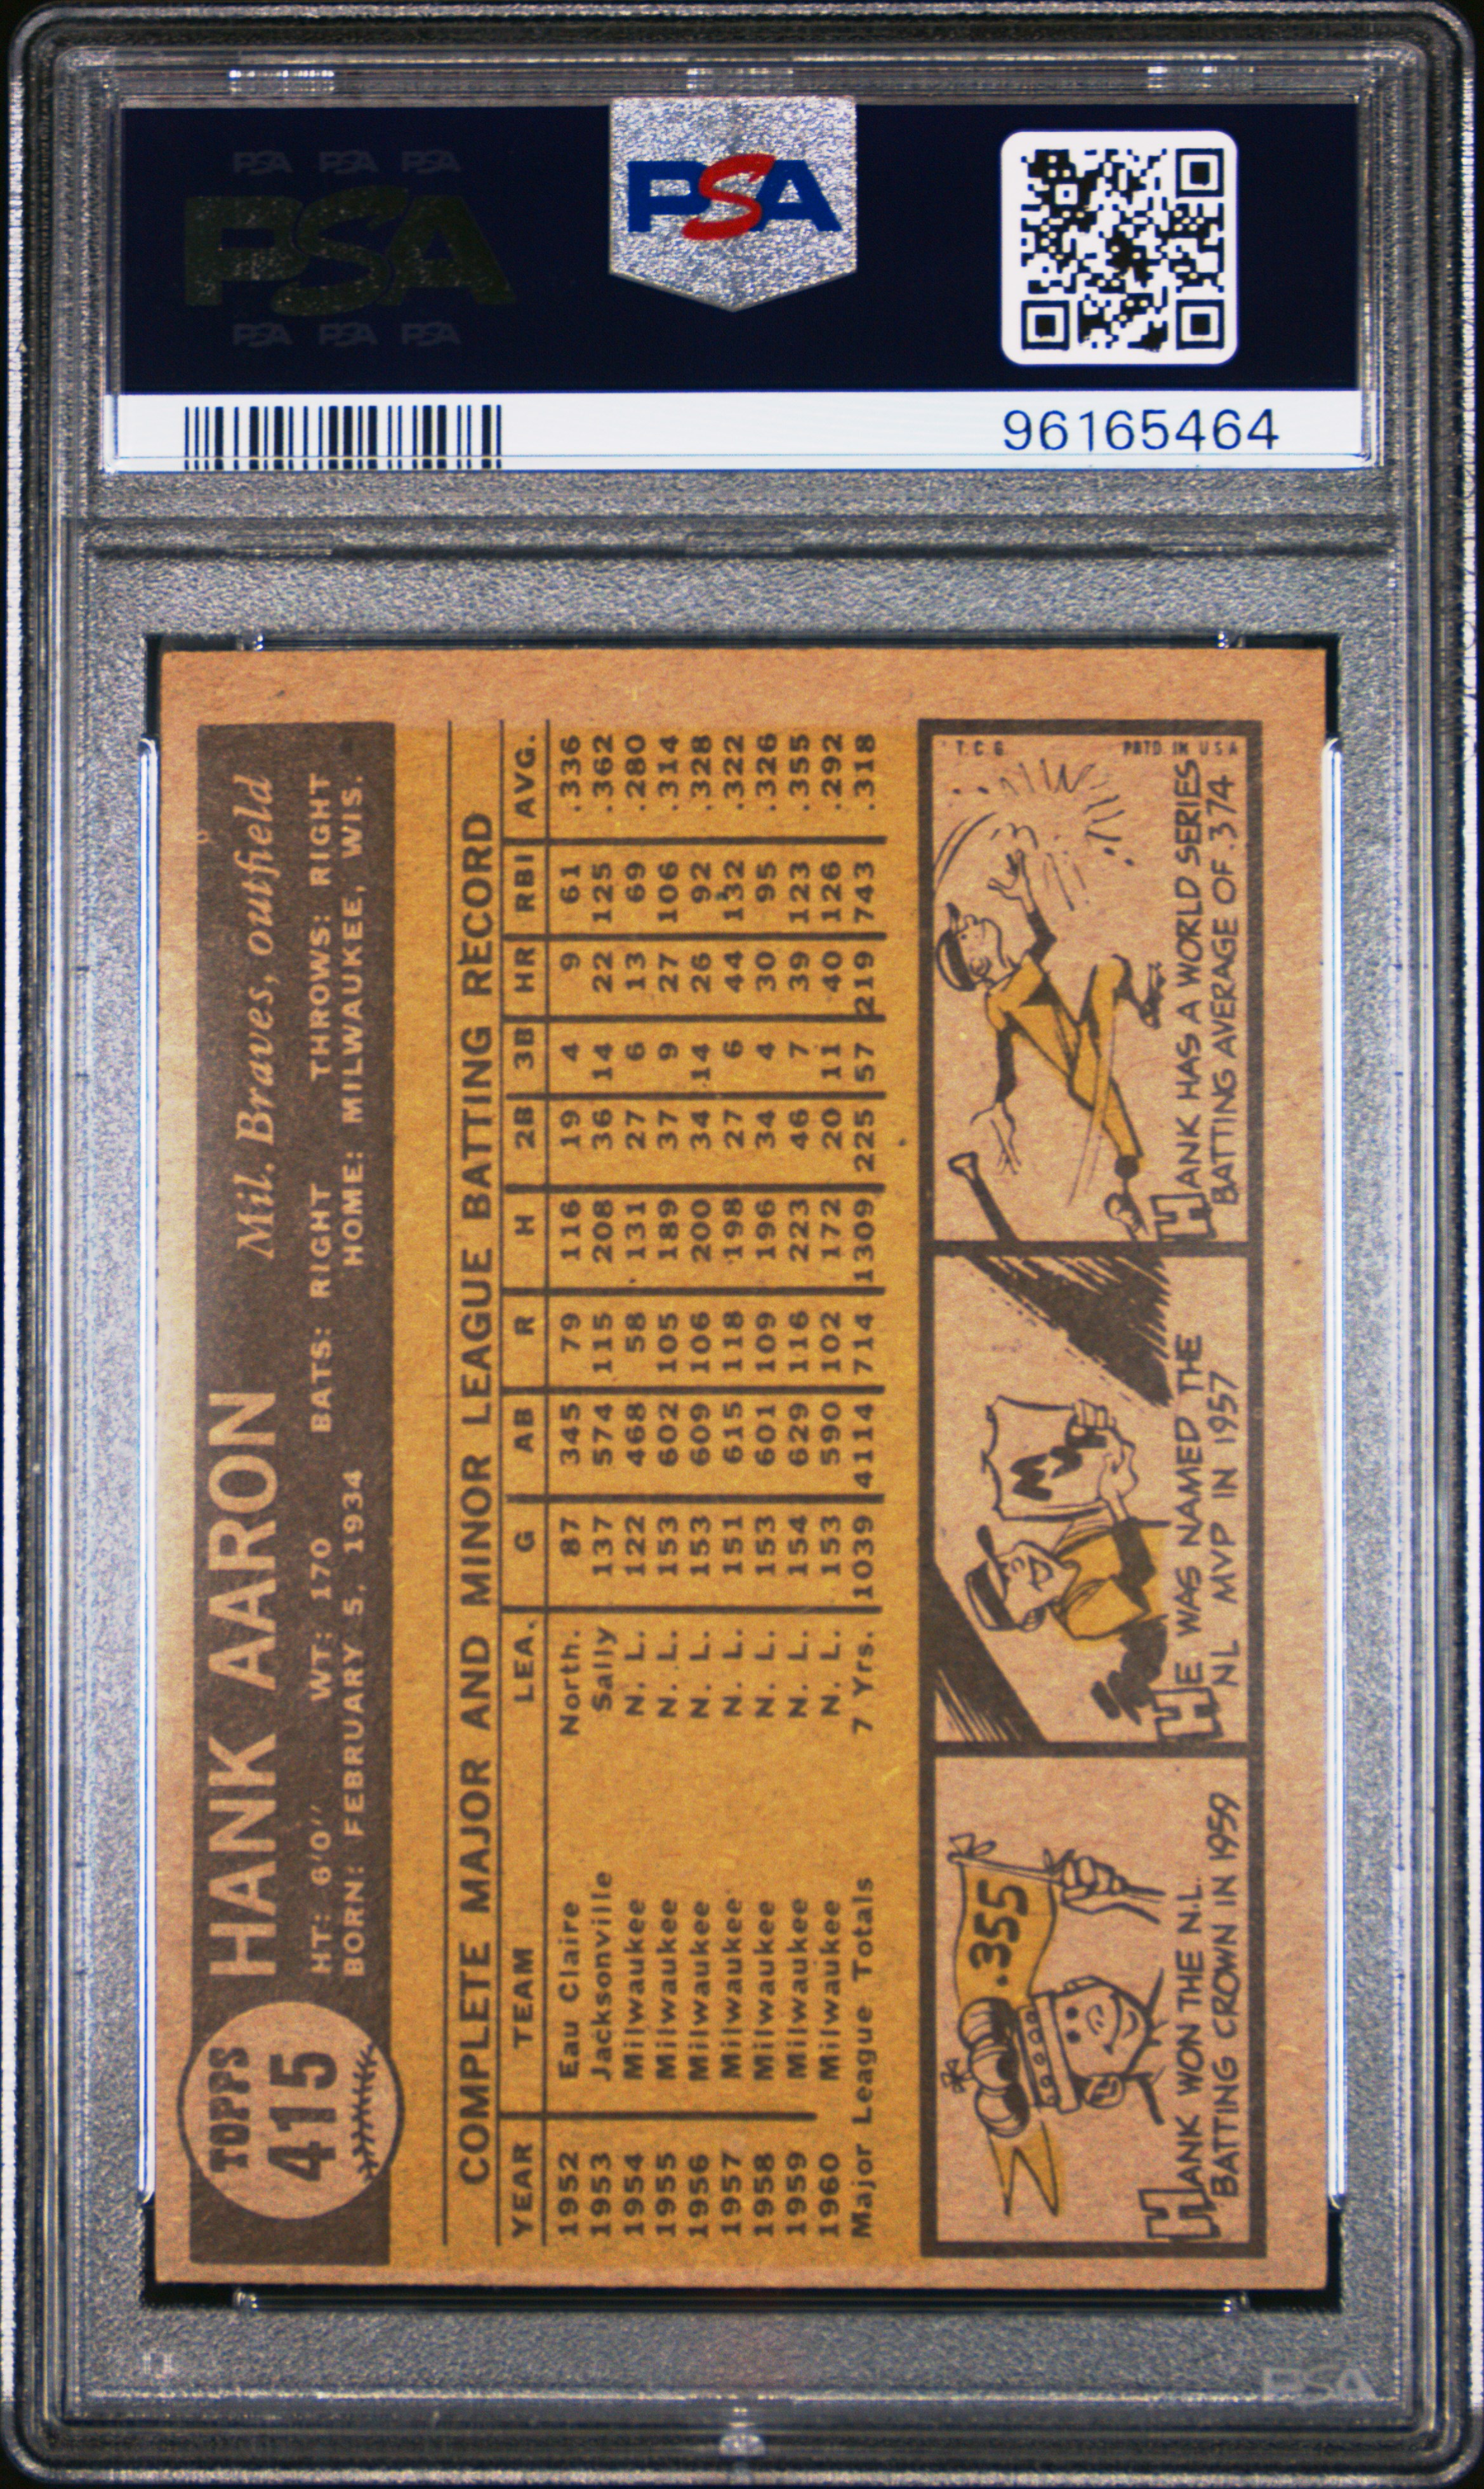 PSA PSA PSA
PSA
PSA PSA PSA
PSA
96165464
TOPPS
415
HANK AARON Mil. Braves, outfield
HT: 6'0'' WT: 170 BATS: RIGHT THROWS: RIGHT
BORN: FEBRUARY 5, 1934 HOME: MILWAUKEE, WIS.
COMPLETE MAJOR AND MINOR LEAGUE BATTING RECORD
YEAR TEAM LEA. G AB R H 2B 3B HR RBI AVG.
1952 Eau Claire North. 87 345 79 116 19 4 9 61 .336
1953 Jacksonville Sally 137 574 115 208 36 14 22 125 .362
1954 Milwaukee N. L. 122 468 58 131 27 6 13 69 .280
1955 Milwaukee N. L. 153 602 105 189 37 9 27 106 .314
1956 Milwaukee N. L. 153 609 106 200 34 14 26 92 .328
1957 Milwaukee N. L. 151 615 118 198 27 6 44 132 .322
1958 Milwaukee N. L. 153 601 109 196 34 4 30 95 .326
1959 Milwaukee N. L. 154 629 116 223 46 7 39 123 .355
1960 Milwaukee N. L. 153 590 102 172 20 11 40 126 .292
Major League Totals 7 Yrs. 1039 4114 714 1309 225 57 219 743 .318
.355
HANK WON THE N.L.
BATTING CROWN IN 1959
M
HE WAS NAMED THE
NL MVP IN 1957
T.C.G.
PRTD. IN U.S.A.
HANK HAS A WORLD SERIES
BATTING AVERAGE OF .374
PSA